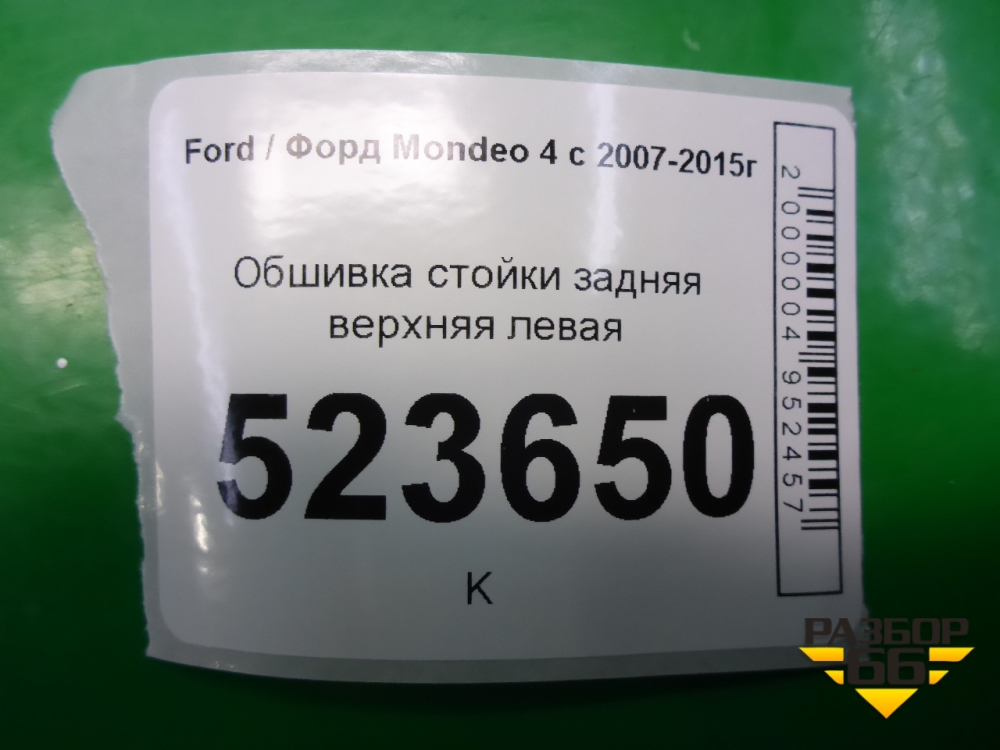 Ford / Форд Mondeo 4 с 2007-2015г
Обшивка стойки задняя
верхняя левая
523650
К
2000004952457
РАЗБОР
66